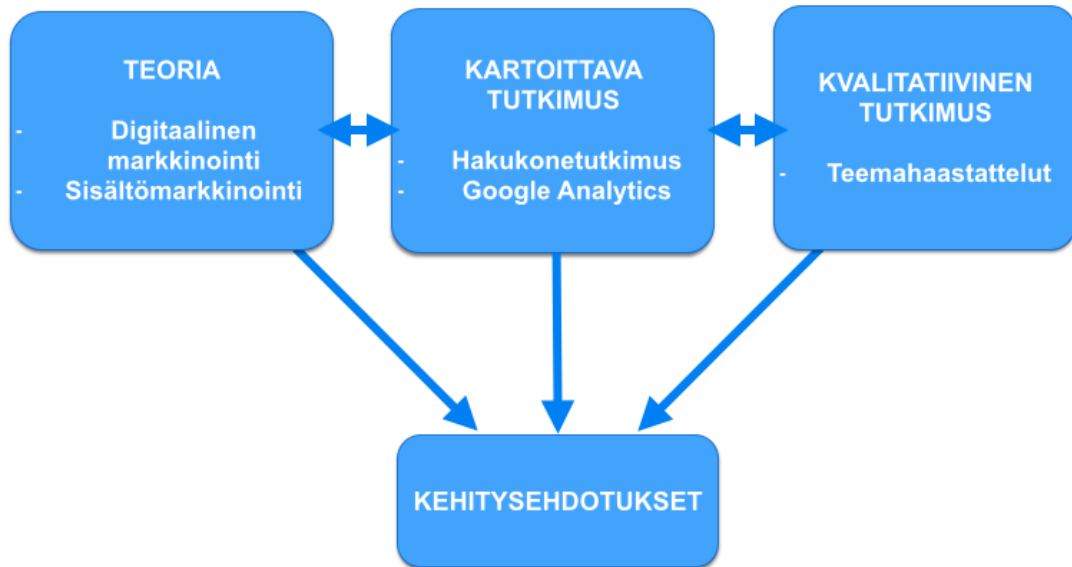 TEORIA
- Digitaalinen
markkinointi
- Sisältömarkkinointi
KARTOITTAVA
TUTKIMUS
- Hakukonetutkimus
- Google Analytics
KVALITATIIVINEN
TUTKIMUS
- Teemahaastattelut
KEHITYSEHDOTUKSET